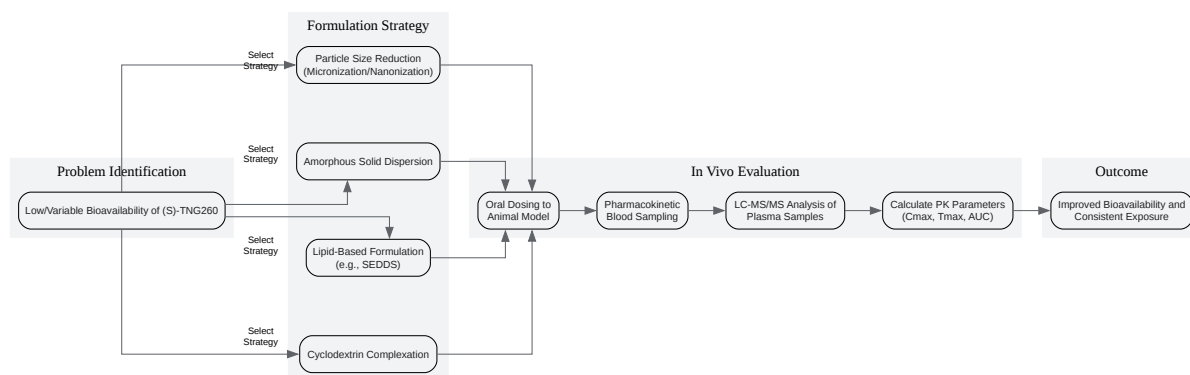 Formulation Strategy
Select
Strategy
Particle Size Reduction
(Micronization/Nanonization)
Select
Strategy
Amorphous Solid Dispersion
Problem Identification
Low/Variable Bioavailability of (S)-TNG260
Select
Strategy
Lipid-Based Formulation
(e.g., SEDDS)
Select
Strategy
Cyclodextrin Complexation
In Vivo Evaluation
Oral Dosing to
Animal Model
Pharmacokinetic
Blood Sampling
LC-MS/MS Analysis of
Plasma Samples
Calculate PK Parameters
(Cmax, Tmax, AUC)
Outcome
Improved Bioavailability and
Consistent Exposure